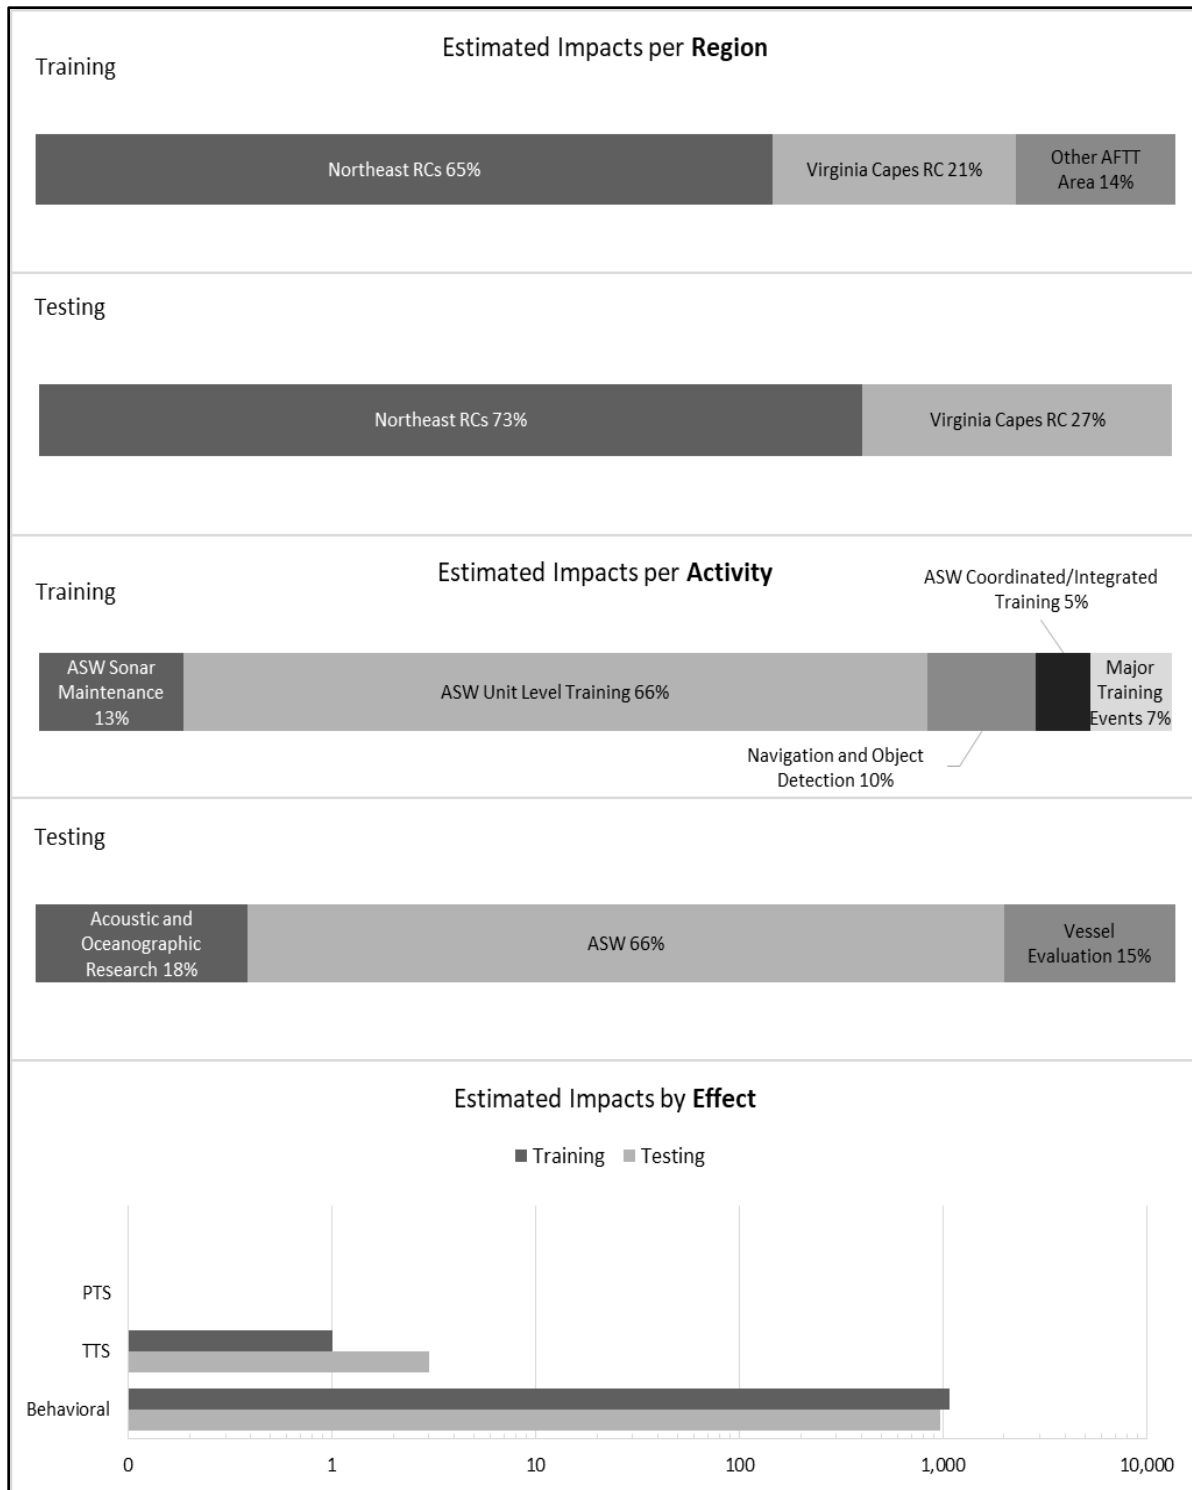 Estimated Impacts per Region
Training
Northeast RCs 65%
Virginia Capes RC 21%
Other AFTT
Area 14%
Testing
Northeast RCs 73%
Virginia Capes RC 27%
Estimated Impacts per Activity
Training
ASW Coordinated/Integrated
Training 5%
ASW Sonar
Maintenance
13%
ASW Unit Level Training 66%
Major
Training
Events 7%
Navigation and Object
Detection 10%
Testing
Acoustic and
Oceanographic
Research 18%
ASW 66%
Vessel
Evaluation 15%
Estimated Impacts by Effect
Training Testing
PTS
TTS
Behavioral
0 1 10 100 1,000 10,000